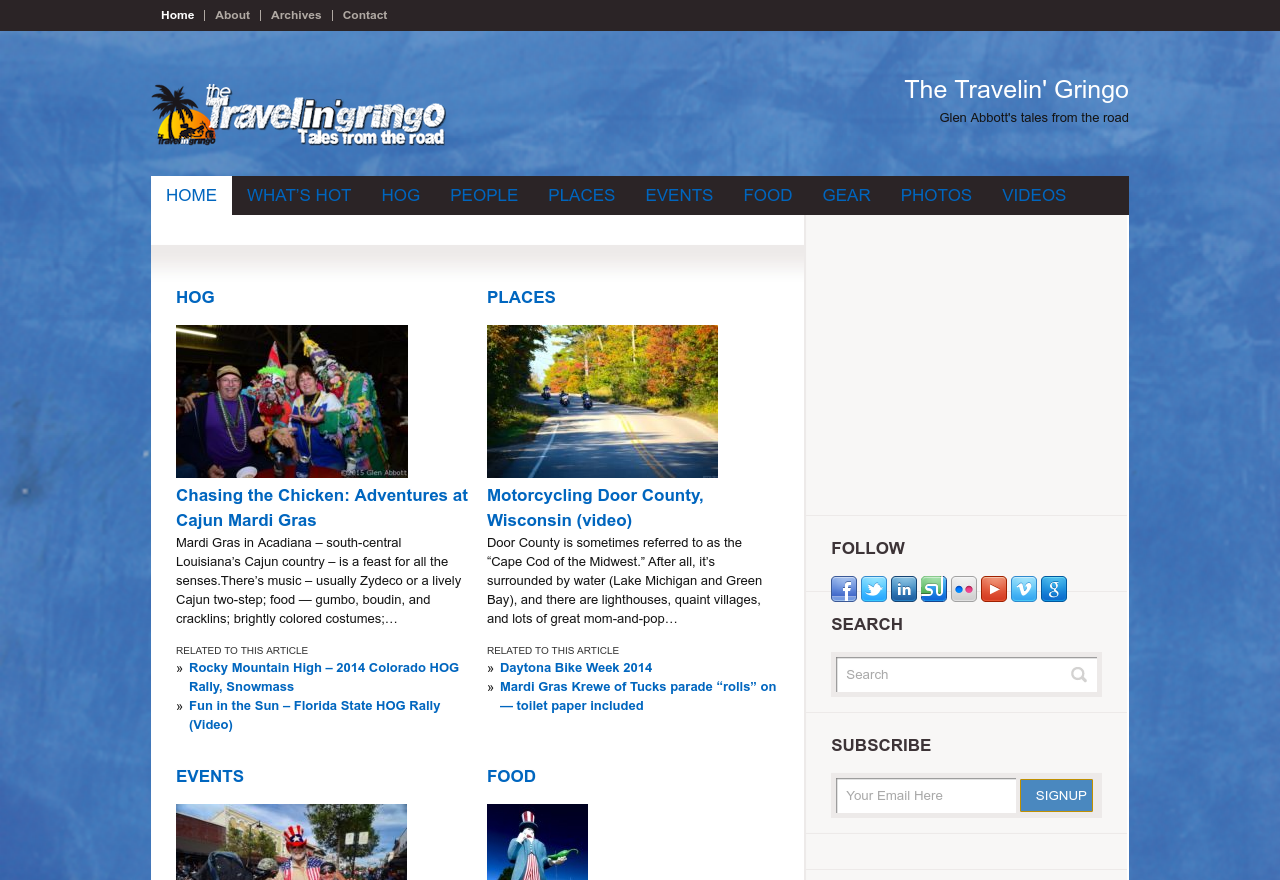 Home
About
Archives
Contact
the
Travelin'gringo
Tales from the road
Travelingringo
The Travelin' Gringo
Glen Abbott's tales from the road
HOME
WHAT'S HOT
HOG
PEOPLE
PLACES
EVENTS
FOOD
GEAR
PHOTOS
VIDEOS
HOG
©2015 Glen Abbott
Chasing the Chicken: Adventures at
Cajun Mardi Gras
Mardi Gras in Acadiana – south-central
Louisiana’s Cajun country – is a feast for all the
senses.There’s music – usually Zydeco or a lively
Cajun two-step; food — gumbo, boudin, and
cracklins; brightly colored costumes;…
RELATED TO THIS ARTICLE
» Rocky Mountain High – 2014 Colorado HOG
Rally, Snowmass
» Fun in the Sun – Florida State HOG Rally
(Video)
PLACES
Motorcycling Door County,
Wisconsin (video)
Door County is sometimes referred to as the
“Cape Cod of the Midwest.” After all, it’s
surrounded by water (Lake Michigan and Green
Bay), and there are lighthouses, quaint villages,
and lots of great mom-and-pop…
RELATED TO THIS ARTICLE
» Daytona Bike Week 2014
» Mardi Gras Krewe of Tucks parade “rolls” on
— toilet paper included
EVENTS
FOOD
FOLLOW
SEARCH
Search
SUBSCRIBE
Your Email Here
SIGNUP